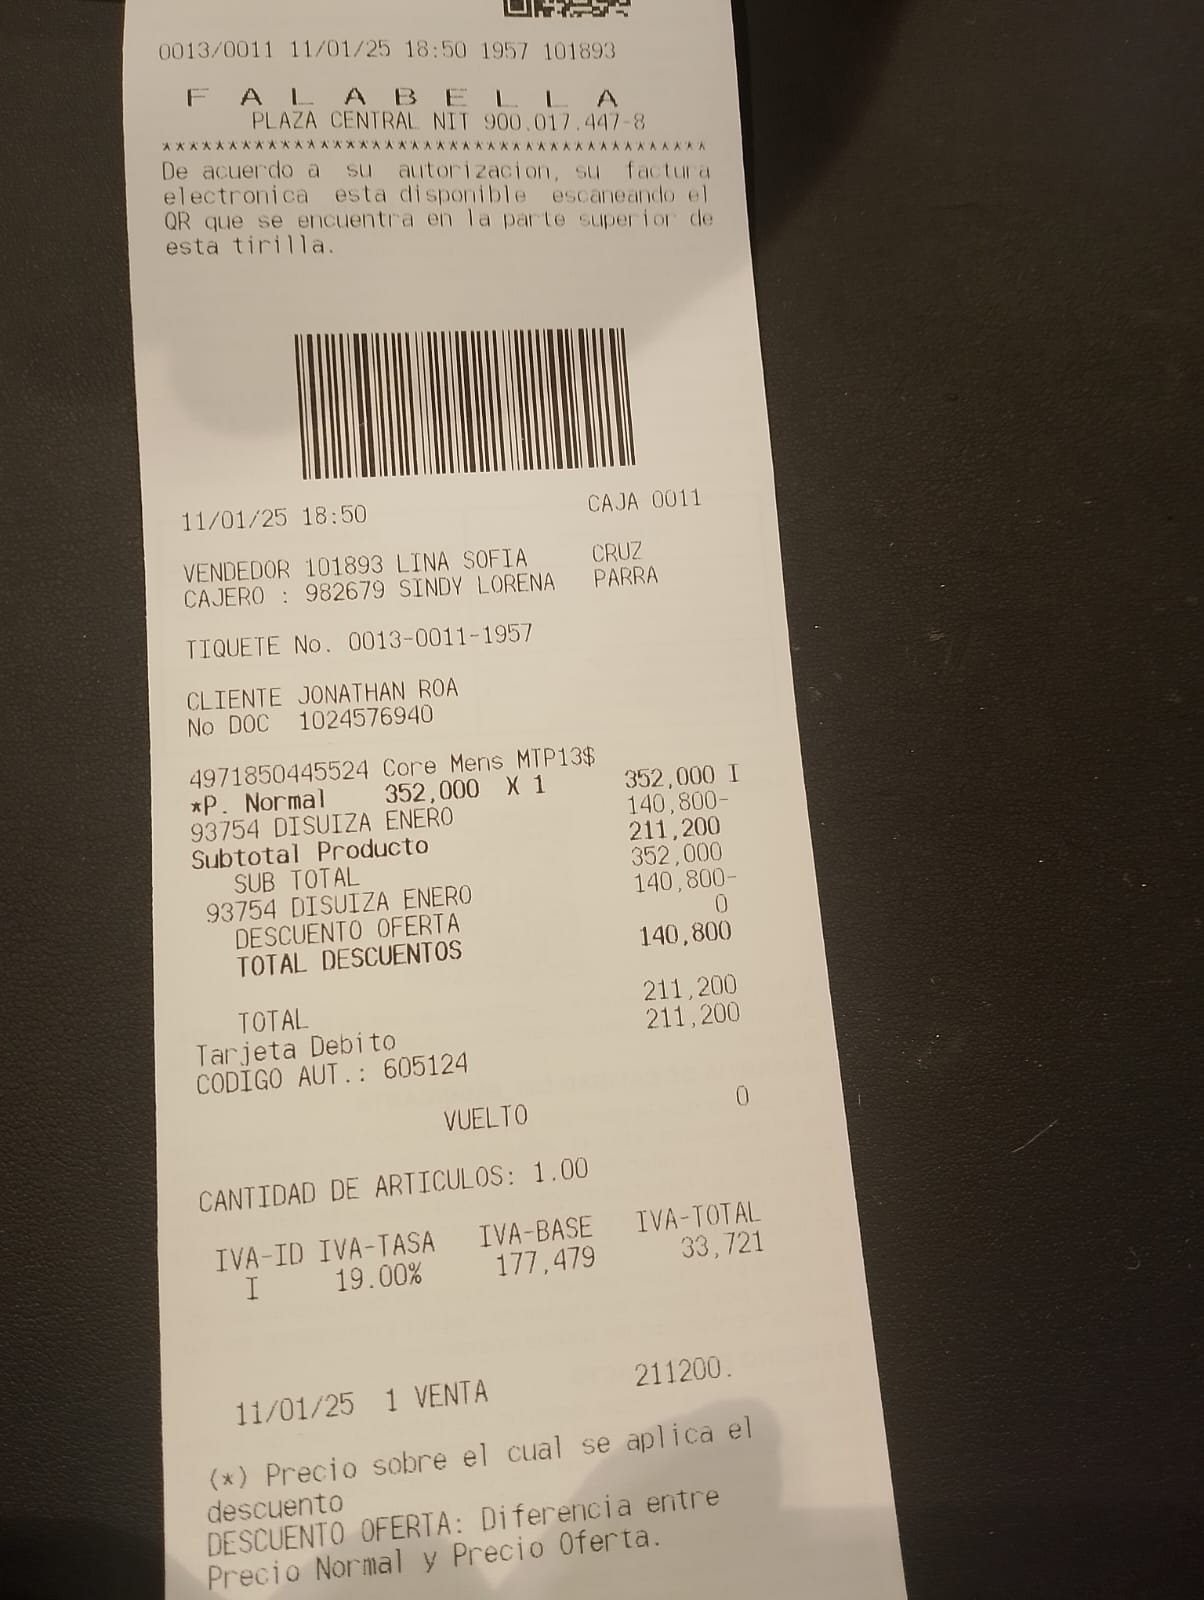 0013/0011 11/01/25 18:50 1957 101893
F A L A B E L L A
PLAZA CENTRAL NIT 900.017.447-8
******************************************
De acuerdo a su autorizacion, su factura
electronica esta disponible escaneando el
QR que se encuentra en la parte superior de
esta tirilla.
11/01/25 18:50 CAJA 0011
VENDEDOR 101893 LINA SOFIA CRUZ
CAJERO : 982679 SINDY LORENA PARRA
TIQUETE No. 0013-0011-1957
CLIENTE JONATHAN ROA
No DOC 1024576940
4971850445524 Core Mens MTP13$
*P. Normal 352,000 X 1 352,000 I
93754 DISUIZA ENERO 140,800-
Subtotal Producto 211,200
SUB TOTAL 352,000
93754 DISUIZA ENERO 140,800-
DESCUENTO OFERTA 0
TOTAL DESCUENTOS 140,800
TOTAL 211,200
Tarjeta Debito 211,200
CODIGO AUT.: 605124
VUELTO 0
CANTIDAD DE ARTICULOS: 1.00
IVA-ID IVA-TASA IVA-BASE IVA-TOTAL
I 19.00% 177,479 33,721
11/01/25 1 VENTA 211200.
(*) Precio sobre el cual se aplica el
descuento
DESCUENTO OFERTA: Diferencia entre
Precio Normal y Precio Oferta.